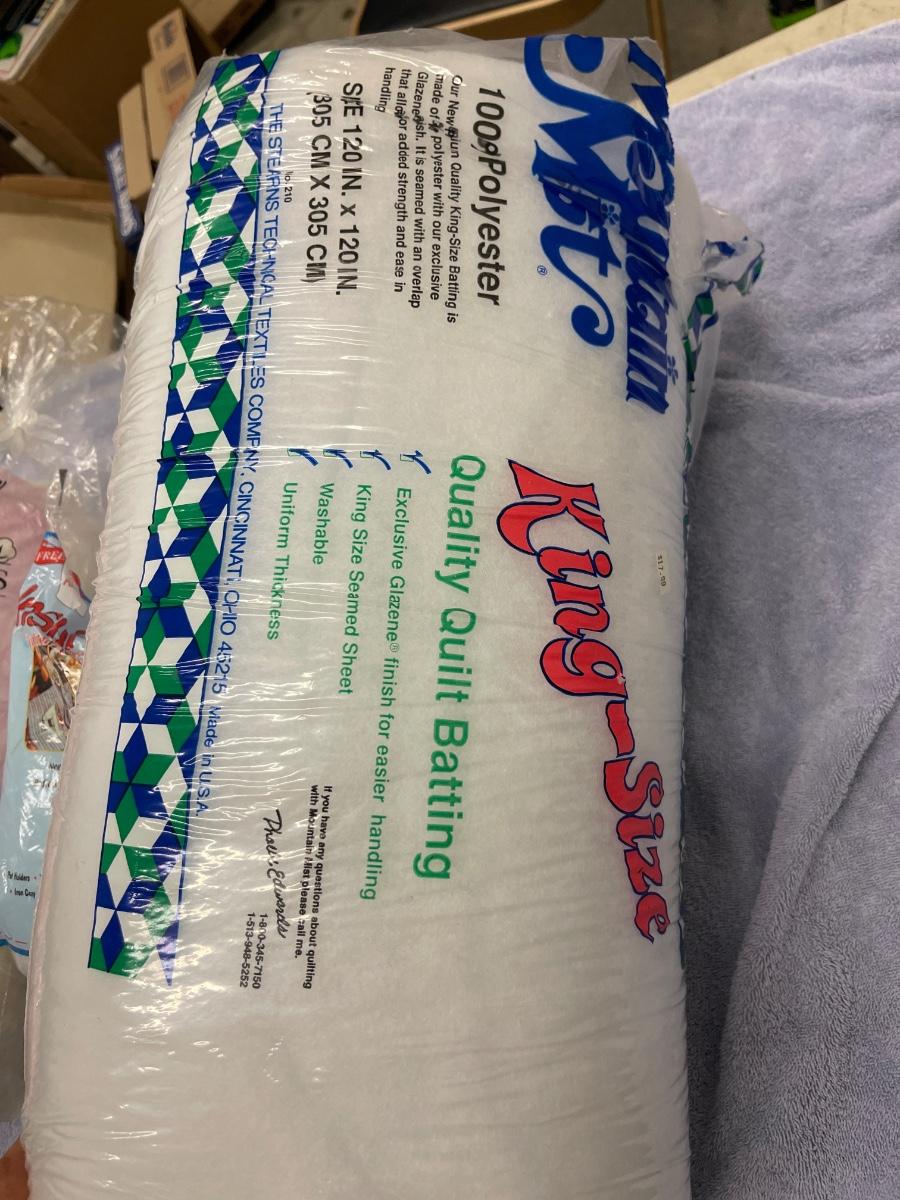 Mountain
Mist®
King-Size
100% Polyester
Quality Quilt Batting
Our New Quality King-Size Batting is
made of polyester with our exclusive
Glazene® It is seamed with an overlap
that added strength and ease in
handling.
SIZE 120 IN. x 120 IN.
(305 CM X 305 CM)
No. 210
Exclusive Glazene® finish for easier handling
King Size Seamed Sheet
Washable
Uniform Thickness
If you have any questions about quilting
with Mountain Mist please call me.
Edwards
1-800-345-7150
1-513-948-5252
THE STEARNS TECHNICAL TEXTILES COMPANY, CINCINNATI, OHIO 45215 Made in U.S.A.
FREE